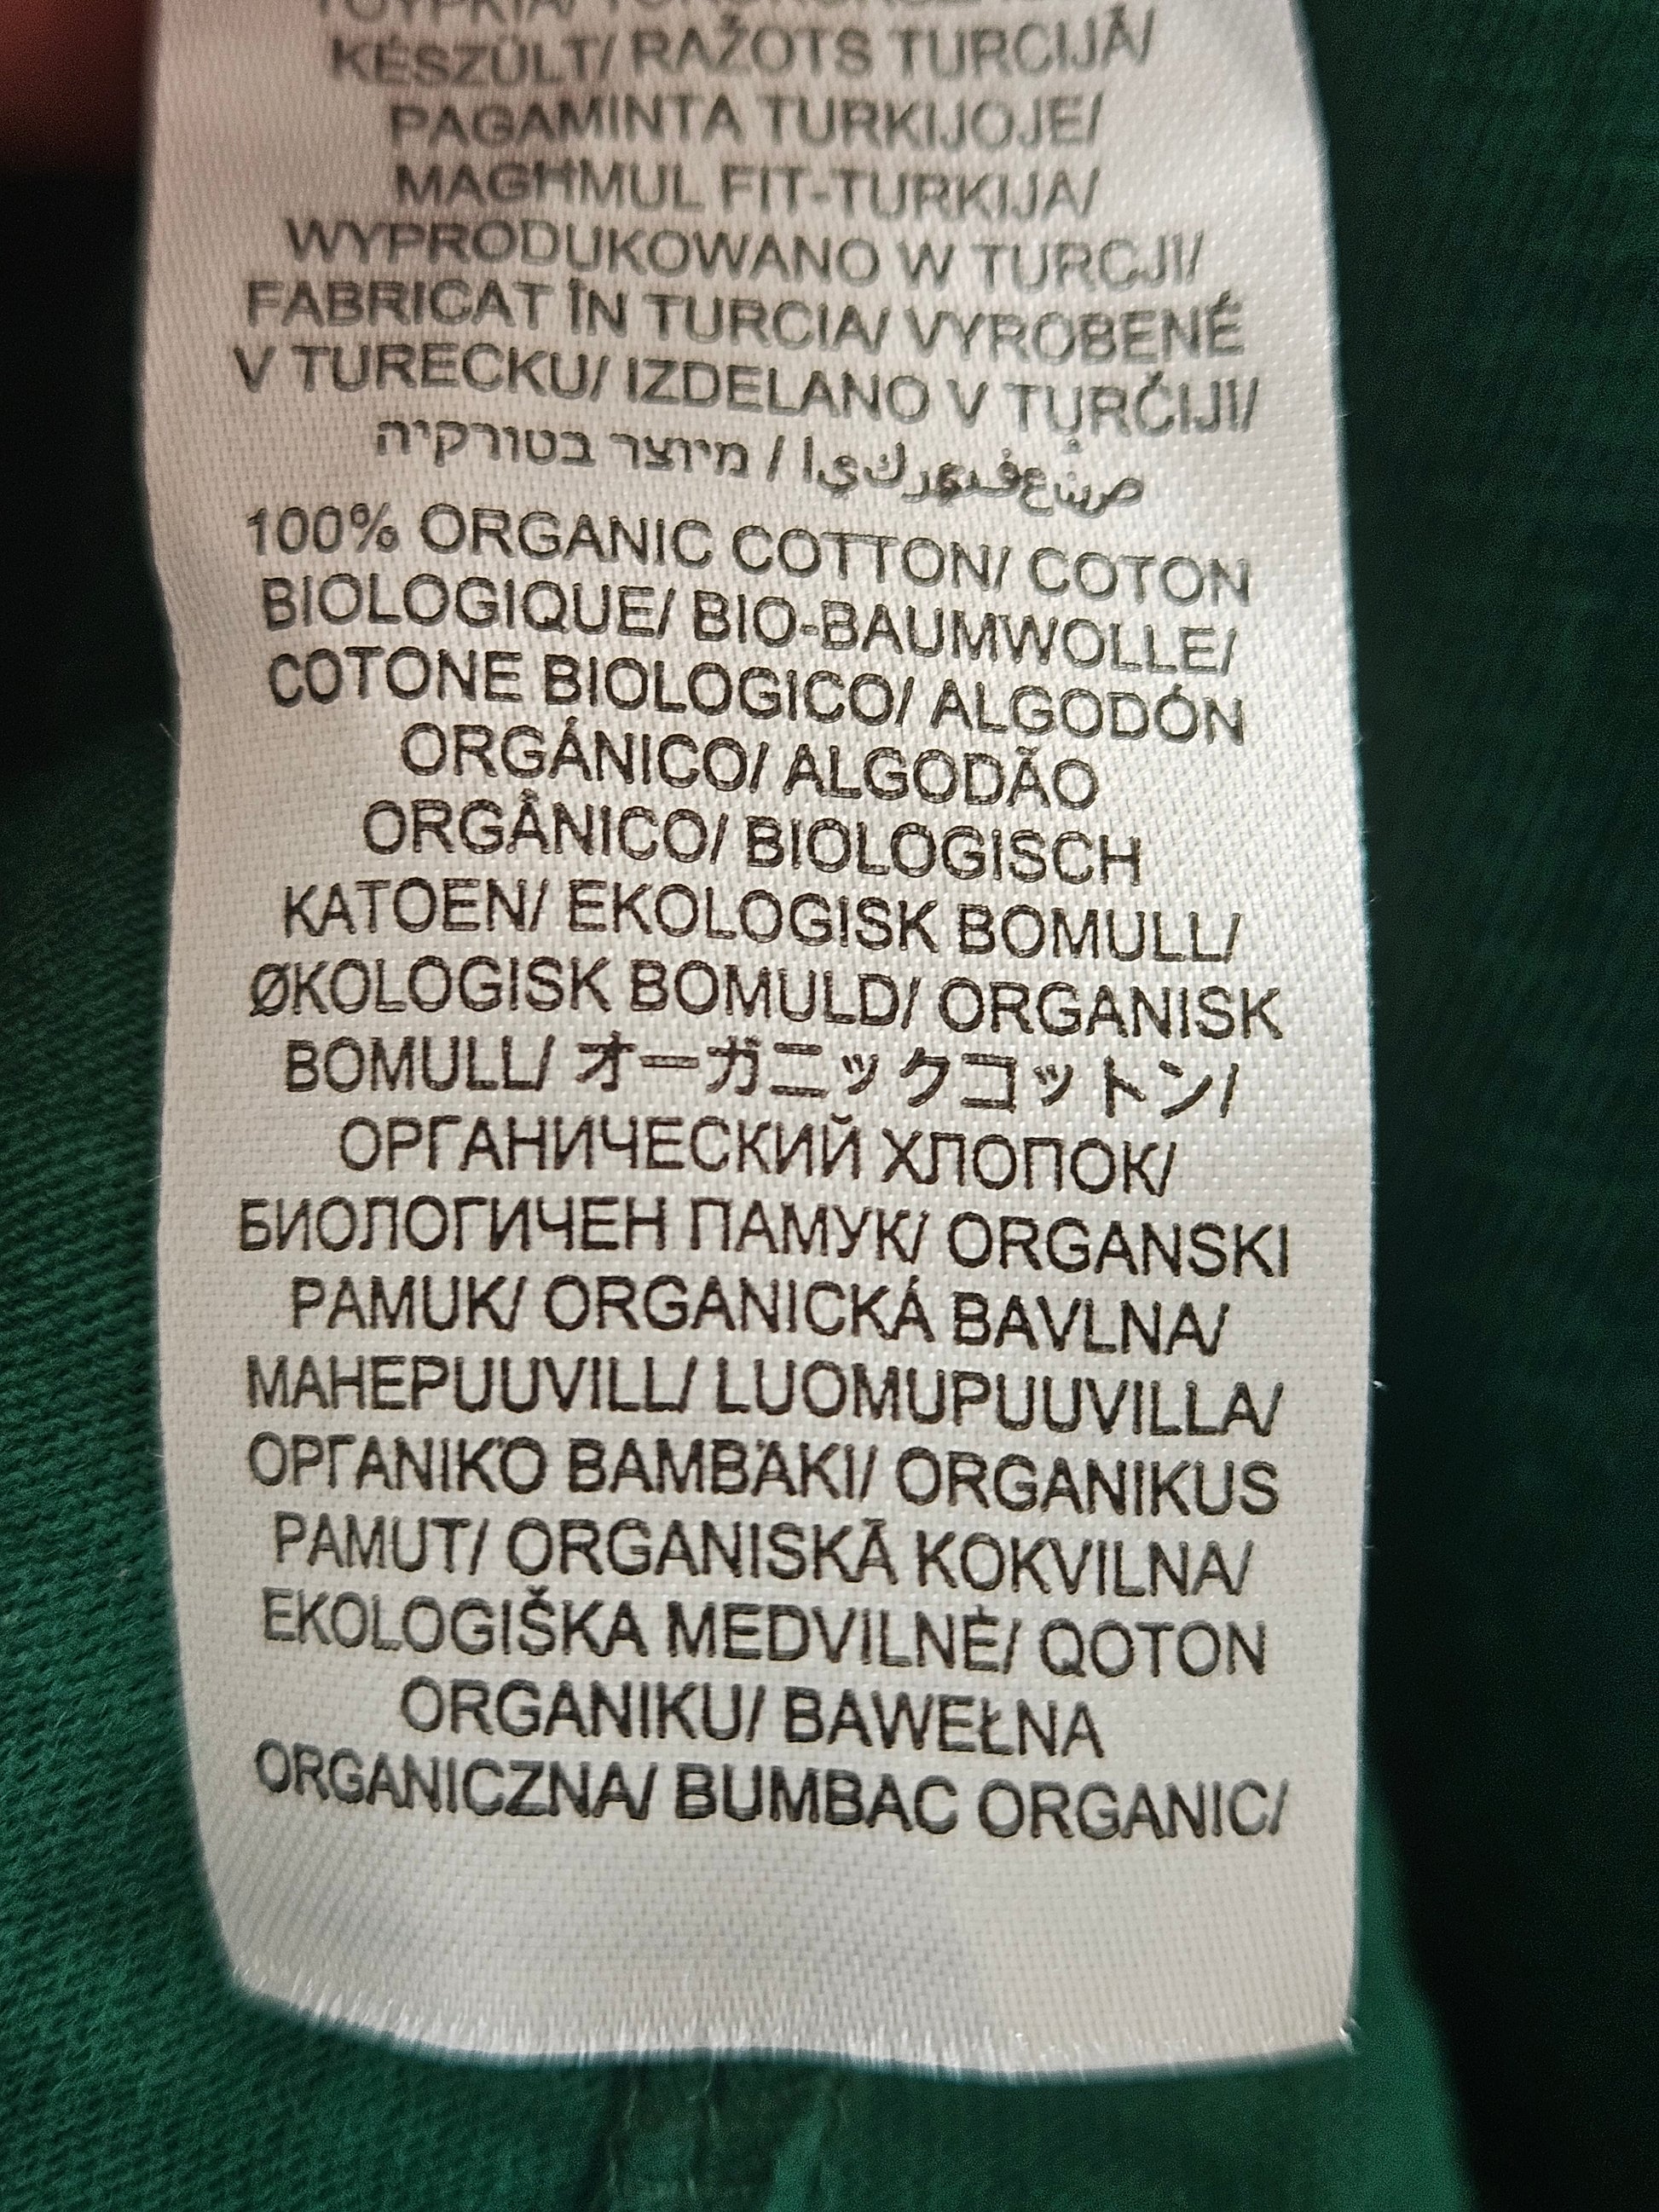 KÉSZÜLT/ RAŽOTS TURCIJĀ/
PAGAMINTA TURKIJOJE/
MAGHMUL FIT-TURKIJA/
WYPRODUKOWANO W TURCJI/
FABRICAT ÎN TURCIA/ VYROBENÉ
V TURECKU/ IZDELANO V TURČIJI/
מיוצר בטורקיה /
100% ORGANIC COTTON/ COTON
BIOLOGIQUE/ BIO-BAUMWOLLE/
COTONE BIOLOGICO/ ALGODÓN
ORGÁNICO/ ALGODÃO
ORGÂNICO/ BIOLOGISCH
KATOEN/ EKOLOGISK BOMULL/
ØKOLOGISK BOMULD/ ORGANISK
BOMULL/ オーガニックコットン/
ОРГАНИЧЕСКИЙ ХЛОПОК/
БИОЛОГИЧЕН ПАМУК/ ORGANSKI
PAMUK/ ORGANICKÁ BAVLNA/
MAHEPUUVILL/ LUOMUPUUVILLA/
ΟΡΓΑΝΙΚΌ ΒΑΜΒΆΚΙ/ ORGANIKUS
PAMUT/ ORGANISKĀ KOKVILNA/
EKOLOGIŠKA MEDVILNĖ/ QOTON
ORGANIKU/ BAWEŁNA
ORGANICZNA/ BUMBAC ORGANIC/